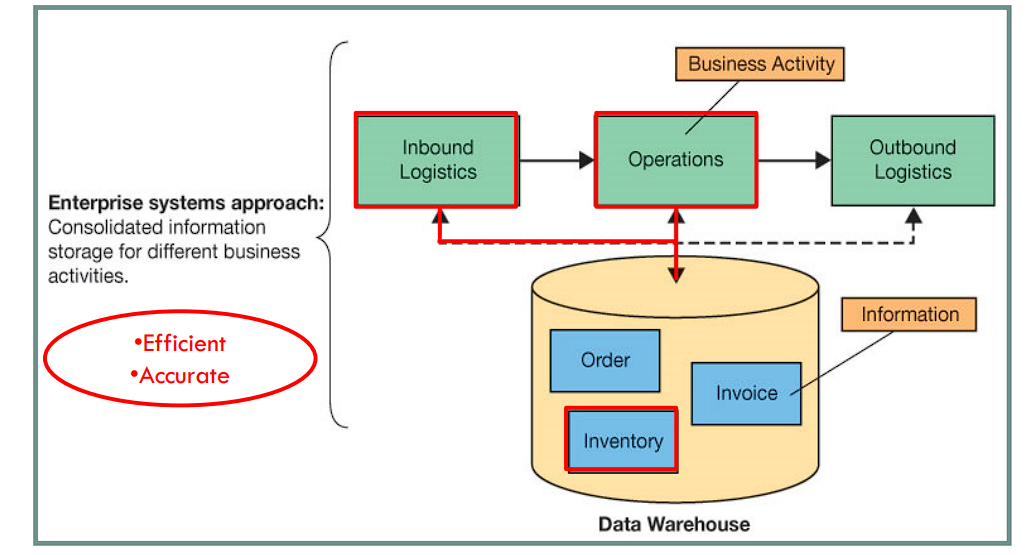 Business Activity
Inbound
Logistics
Operations
Outbound
Logistics
Enterprise systems approach:
Consolidated information
storage for different business
activities.
•Efficient
•Accurate
Information
Order
Invoice
Inventory
Data Warehouse